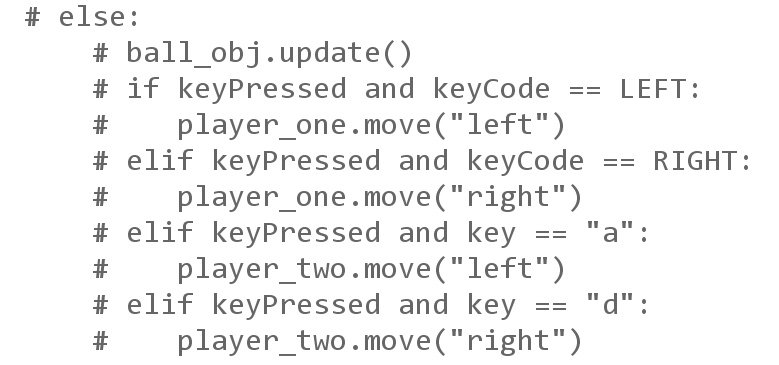 # else:
    # ball_obj.update()
    # if keyPressed and keyCode == LEFT:
    #    player_one.move("left")
    # elif keyPressed and keyCode == RIGHT:
    #    player_one.move("right")
    # elif keyPressed and key == "a":
    #    player_two.move("left")
    # elif keyPressed and key == "d":
    #    player_two.move("right")